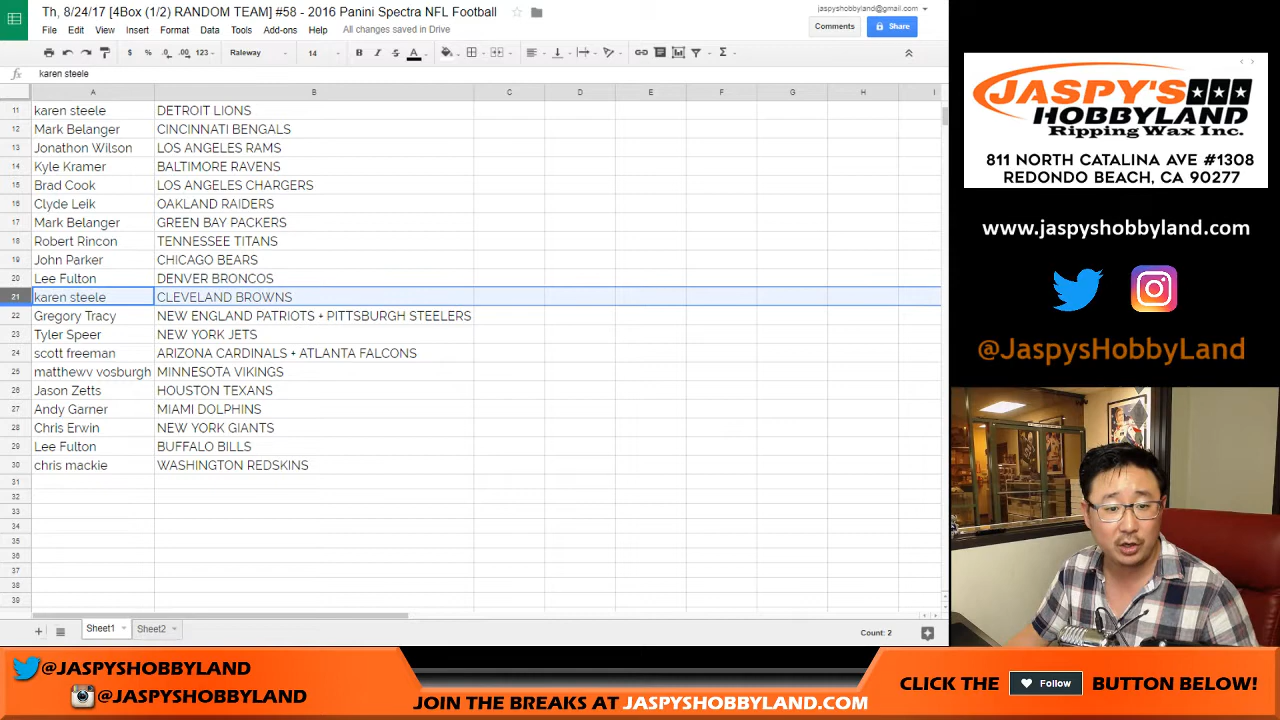 Th, 8/24/17 [4Box (1/2) RANDOM TEAM] #58 - 2016 Panini Spectra NFL Football
jaspyshobbyland@gmail.com
File Edit View Insert Format Data Tools Add-ons Help All changes saved in Drive
Comments Share
$ % .0 .00 123 Raleway 14 B I S A
fx karen steele
A B C D E F G H I
11 karen steele DETROIT LIONS
12 Mark Belanger CINCINNATI BENGALS
13 Jonathon Wilson LOS ANGELES RAMS
14 Kyle Kramer BALTIMORE RAVENS
15 Brad Cook LOS ANGELES CHARGERS
16 Clyde Leik OAKLAND RAIDERS
17 Mark Belanger GREEN BAY PACKERS
18 Robert Rincon TENNESSEE TITANS
19 John Parker CHICAGO BEARS
20 Lee Fulton DENVER BRONCOS
21 karen steele CLEVELAND BROWNS
22 Gregory Tracy NEW ENGLAND PATRIOTS + PITTSBURGH STEELERS
23 Tyler Speer NEW YORK JETS
24 scott freeman ARIZONA CARDINALS + ATLANTA FALCONS
25 matthewv vosburgh MINNESOTA VIKINGS
26 Jason Zetts HOUSTON TEXANS
27 Andy Garner MIAMI DOLPHINS
28 Chris Erwin NEW YORK GIANTS
29 Lee Fulton BUFFALO BILLS
30 chris mackie WASHINGTON REDSKINS
31
32
33
34
35
36
37
38
39
Sheet1 Sheet2 Count: 2
JASPY'S
HOBBYLAND
Ripping Wax Inc.
811 NORTH CATALINA AVE #1308
REDONDO BEACH, CA 90277
www.jaspyshobbyland.com
@JaspysHobbyLand
@JASPYSHOBBYLAND
@JASPYSHOBBYLAND
JOIN THE BREAKS AT JASPYSHOBBYLAND.COM
CLICK THE Follow BUTTON BELOW!